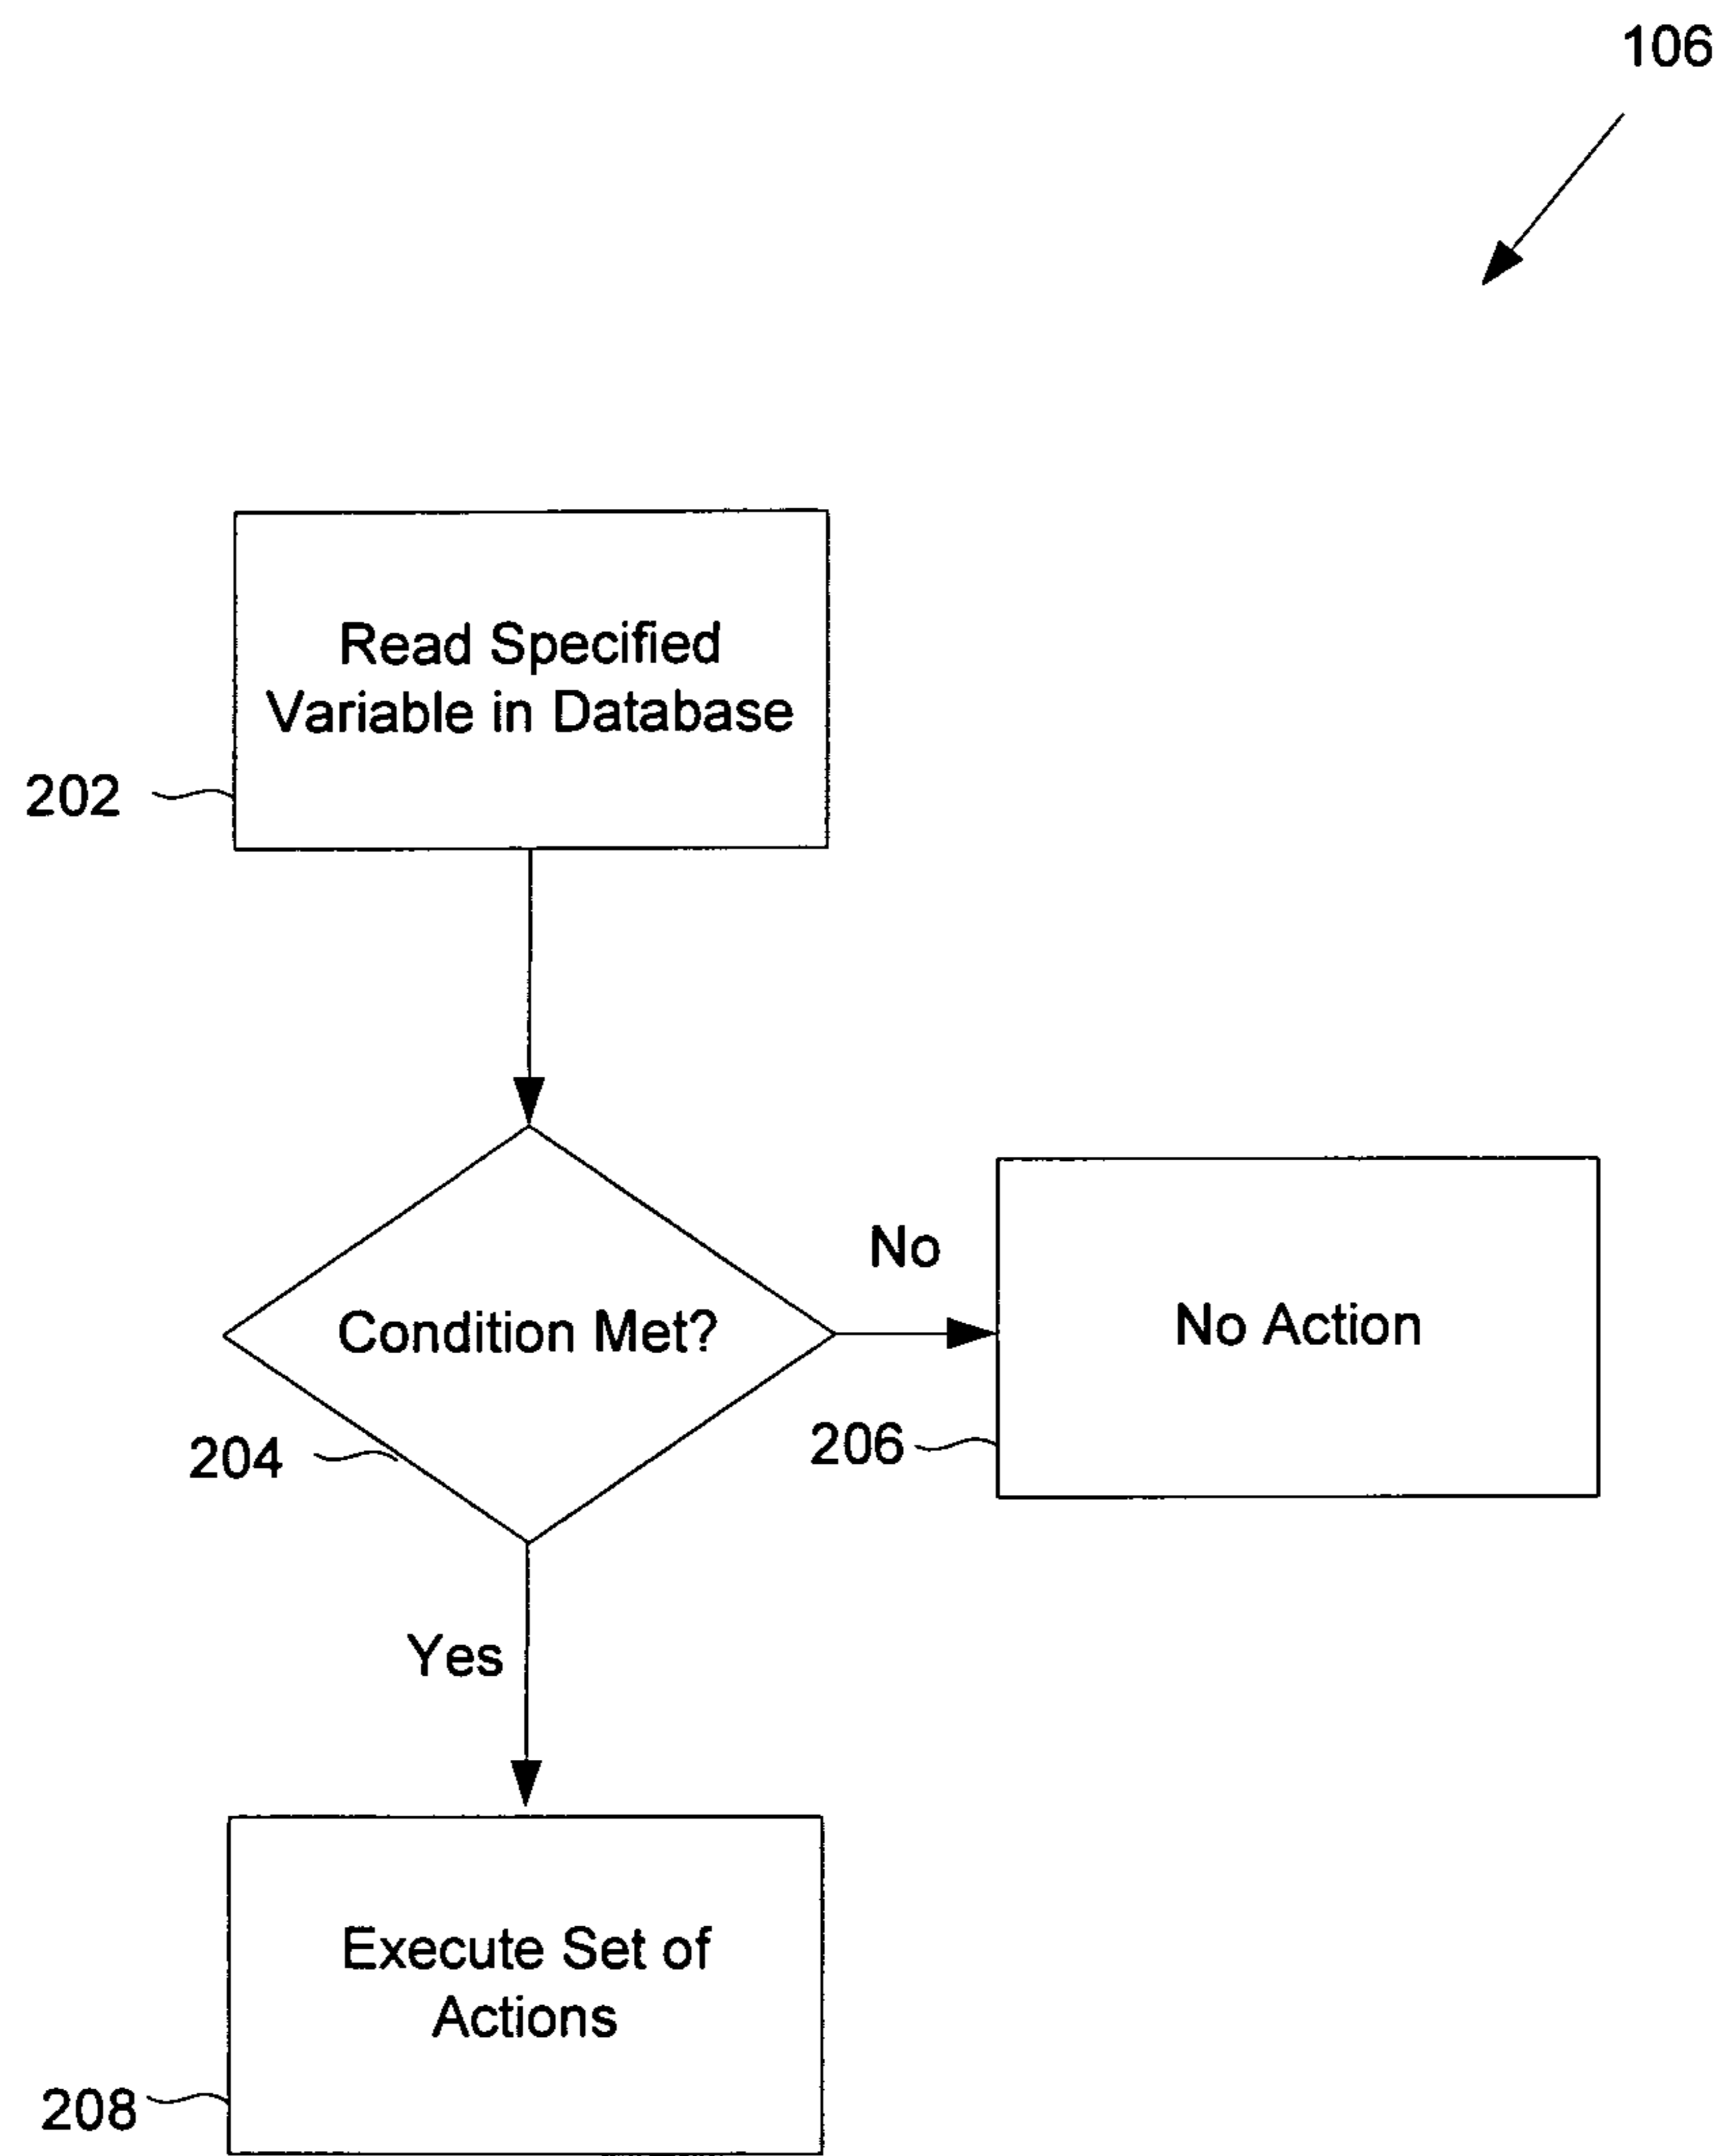 106
Read Specified
Variable in Database
202
No
Condition Met?
No Action
204
206
Yes
Execute Set of
Actions
208